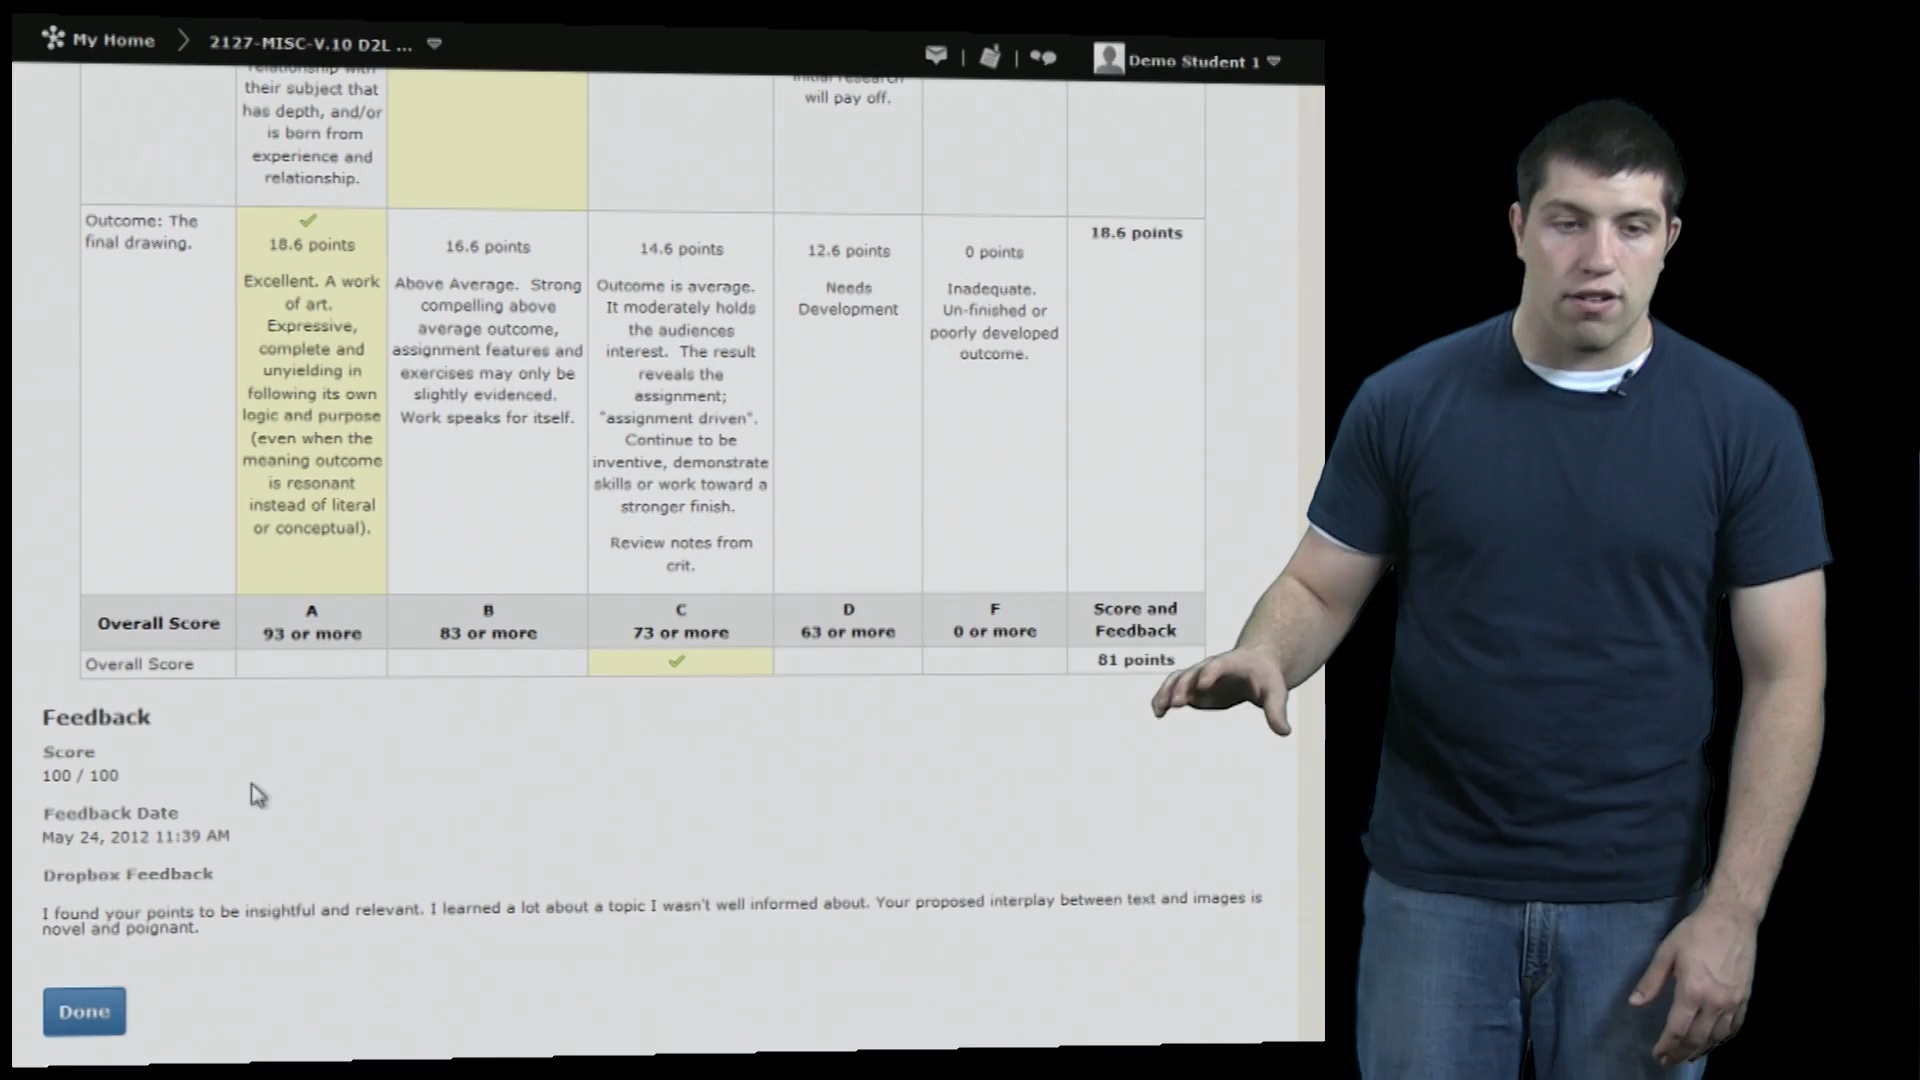 My Home
2127-MISC-V.10 D2L ...
|
|
Demo Student 1
relationship with
their subject that
has depth, and/or
is born from
experience and
relationship.
initial research
will pay off.
Outcome: The
final drawing.
18.6 points
Excellent. A work
of art.
Expressive,
complete and
unyielding in
following its own
logic and purpose
(even when the
meaning outcome
is resonant
instead of literal
or conceptual).
16.6 points
Above Average. Strong
compelling above
average outcome,
assignment features and
exercises may only be
slightly evidenced.
Work speaks for itself.
14.6 points
Outcome is average.
It moderately holds
the audiences
interest. The result
reveals the
assignment;
"assignment driven".
Continue to be
inventive, demonstrate
skills or work toward a
stronger finish.
Review notes from
crit.
12.6 points
Needs
Development
0 points
Inadequate.
Un-finished or
poorly developed
outcome.
18.6 points
Overall Score
A
93 or more
B
83 or more
C
73 or more
D
63 or more
F
0 or more
Score and
Feedback
Overall Score
81 points
Feedback
Score
100 / 100
Feedback Date
May 24, 2012 11:39 AM
Dropbox Feedback
I found your points to be insightful and relevant. I learned a lot about a topic I wasn't well informed about. Your proposed interplay between text and images is
novel and poignant.
Done